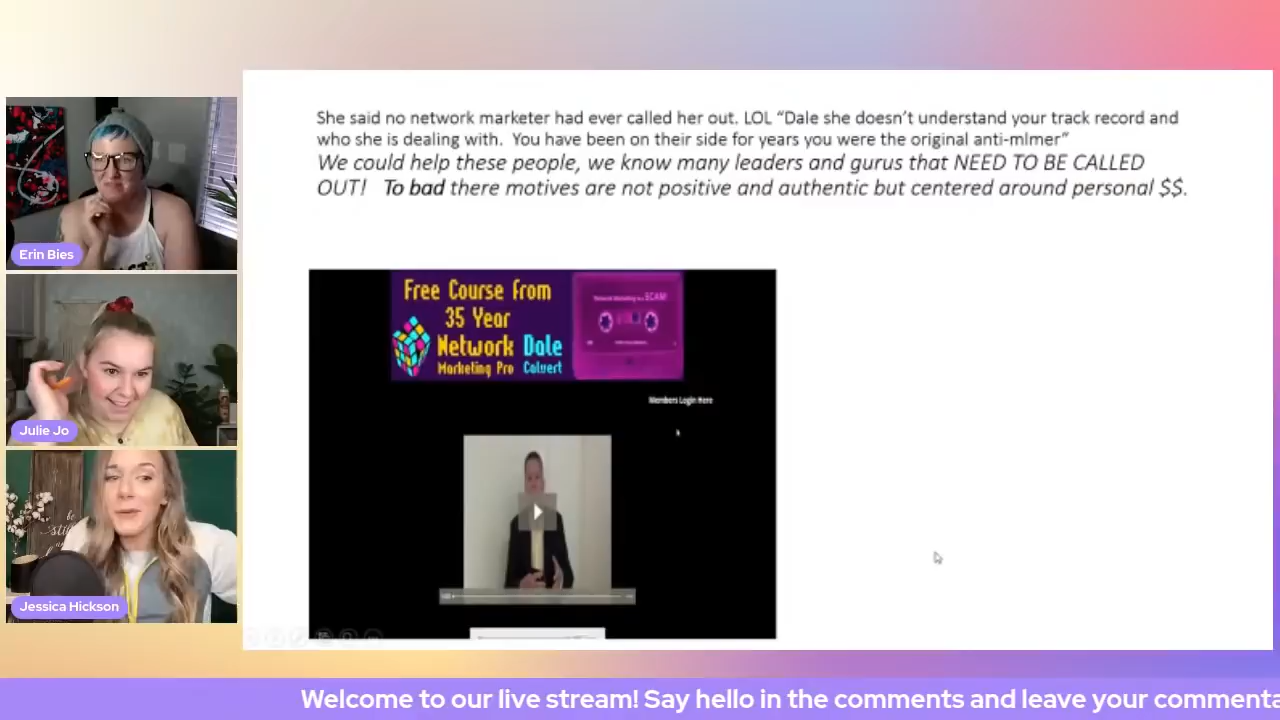 She said no network marketer had ever called her out. LOL “Dale she doesn’t understand your track record and
who she is dealing with. You have been on their side for years you were the original anti-mlmer”
We could help these people, we know many leaders and gurus that NEED TO BE CALLED
OUT! To bad there motives are not positive and authentic but centered around personal $$.
Erin Bies
Julie Jo
be
Jessica Hickson
Free Course from
35 Year
Network Dale
Marketing Pro Calvert
Network Marketing is a SCAM!
Members Login Here
Welcome to our live stream! Say hello in the comments and leave your commenta